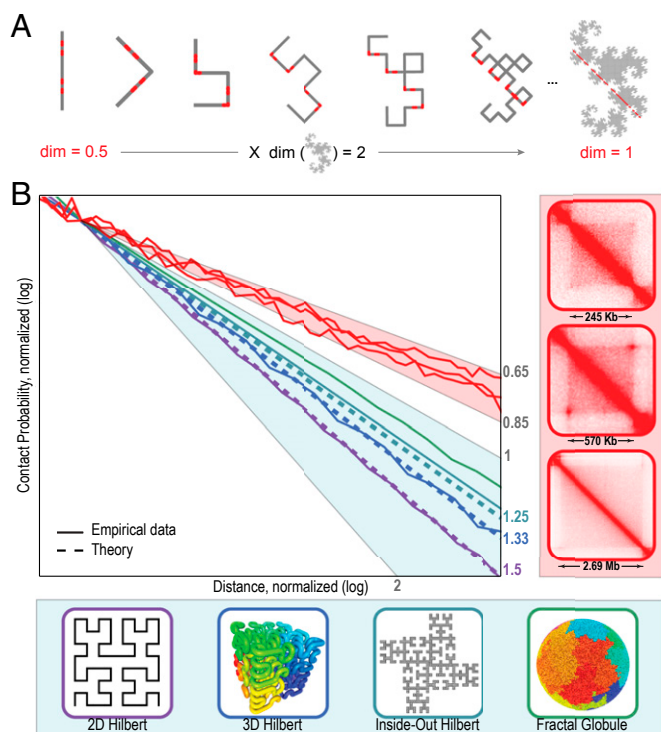 A
...
dim = 0.5
X dim ( ) = 2
dim = 1
B
Contact Probability, normalized (log)
0.65
0.85
1
1.25
1.33
1.5
2
Empirical data
Theory
Distance, normalized (log)
245 Kb
570 Kb
2.69 Mb
2D Hilbert
3D Hilbert
Inside-Out Hilbert
Fractal Globule